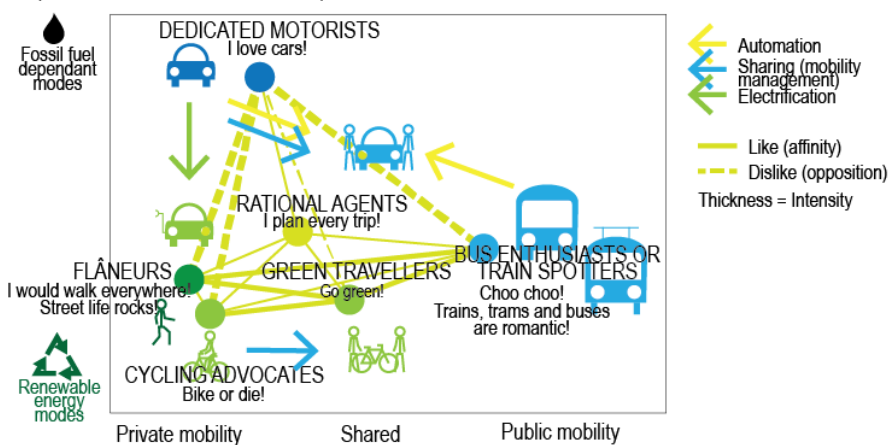 DEDICATED MOTORISTS
I love cars!
Fossil fuel
dependant
modes
Automation
Sharing (mobility
management)
Electrification
Like (affinity)
Dislike (opposition)
Thickness = Intensity
RATIONAL AGENTS
I plan every trip!
BUS ENTHUSIASTS OR
TRAIN SPOTTERS
Choo choo!
Trains, trams and buses
are romantic!
FLÂNEURS
I would walk everywhere!
Street life rocks!
GREEN TRAVELLERS
Go green!
CYCLING ADVOCATES
Bike or die!
Renewable
energy
modes
Private mobility
Shared
Public mobility